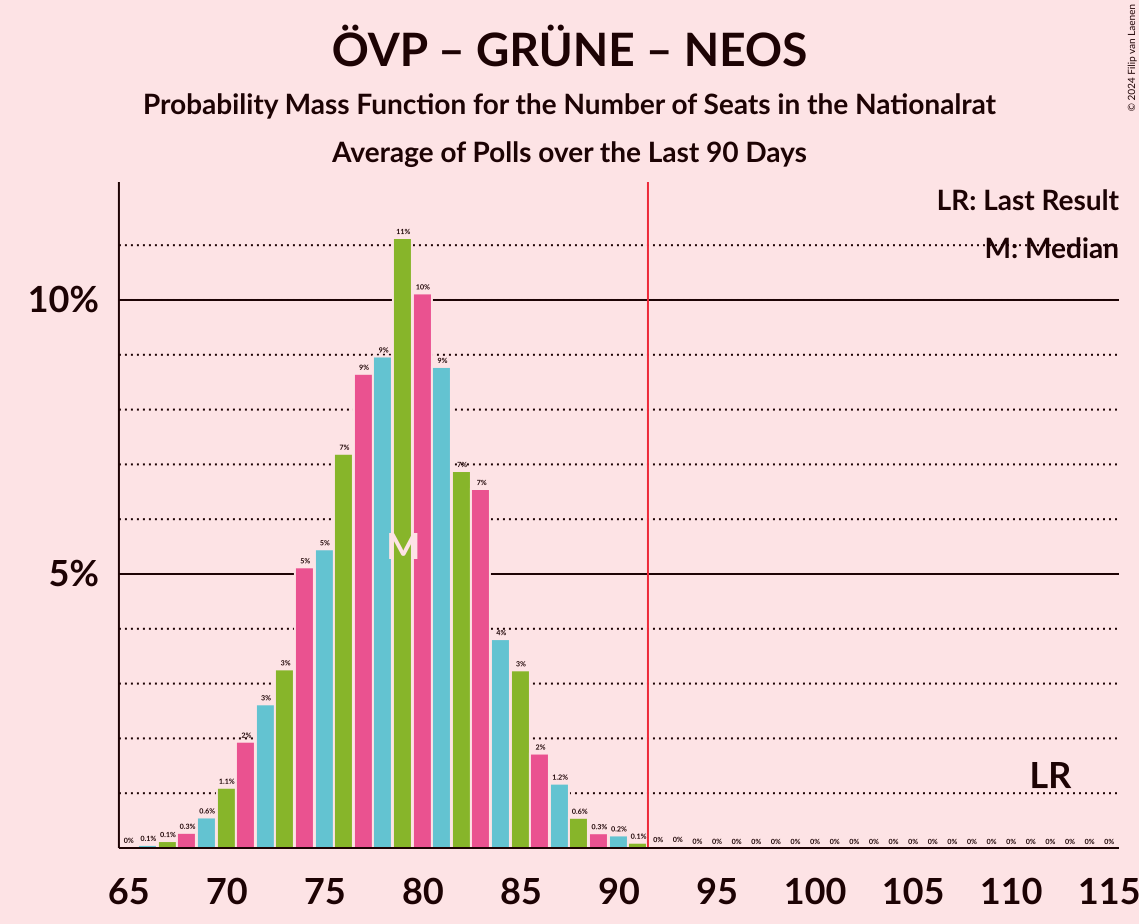 ÖVP – GRÜNE – NEOS
Probability Mass Function for the Number of Seats in the Nationalrat
Average of Polls over the Last 90 Days
© 2024 Filip van Laenen
LR: Last Result
M: Median
10%
5%
0% 0.1% 0.1% 0.3% 0.6% 1.1% 2% 3% 3% 5% 5% 7% 9% 9% 11% 10% 9% 7% 7% 4% 3% 2% 1.2% 0.6% 0.3% 0.2% 0.1% 0% 0% 0% 0% 0% 0% 0% 0% 0% 0% 0% 0% 0% 0% 0% 0% 0% 0% 0% 0% 0% 0% 0% 0%
M
LR
65 70 75 80 85 90 95 100 105 110 115